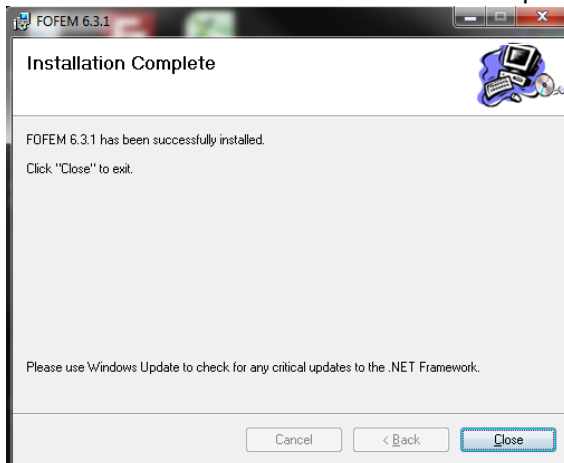 FOFEM 6.3.1
Installation Complete
FOFEM 6.3.1 has been successfully installed.
Click "Close" to exit.
Please use Windows Update to check for any critical updates to the .NET Framework.
Cancel
< Back
Close